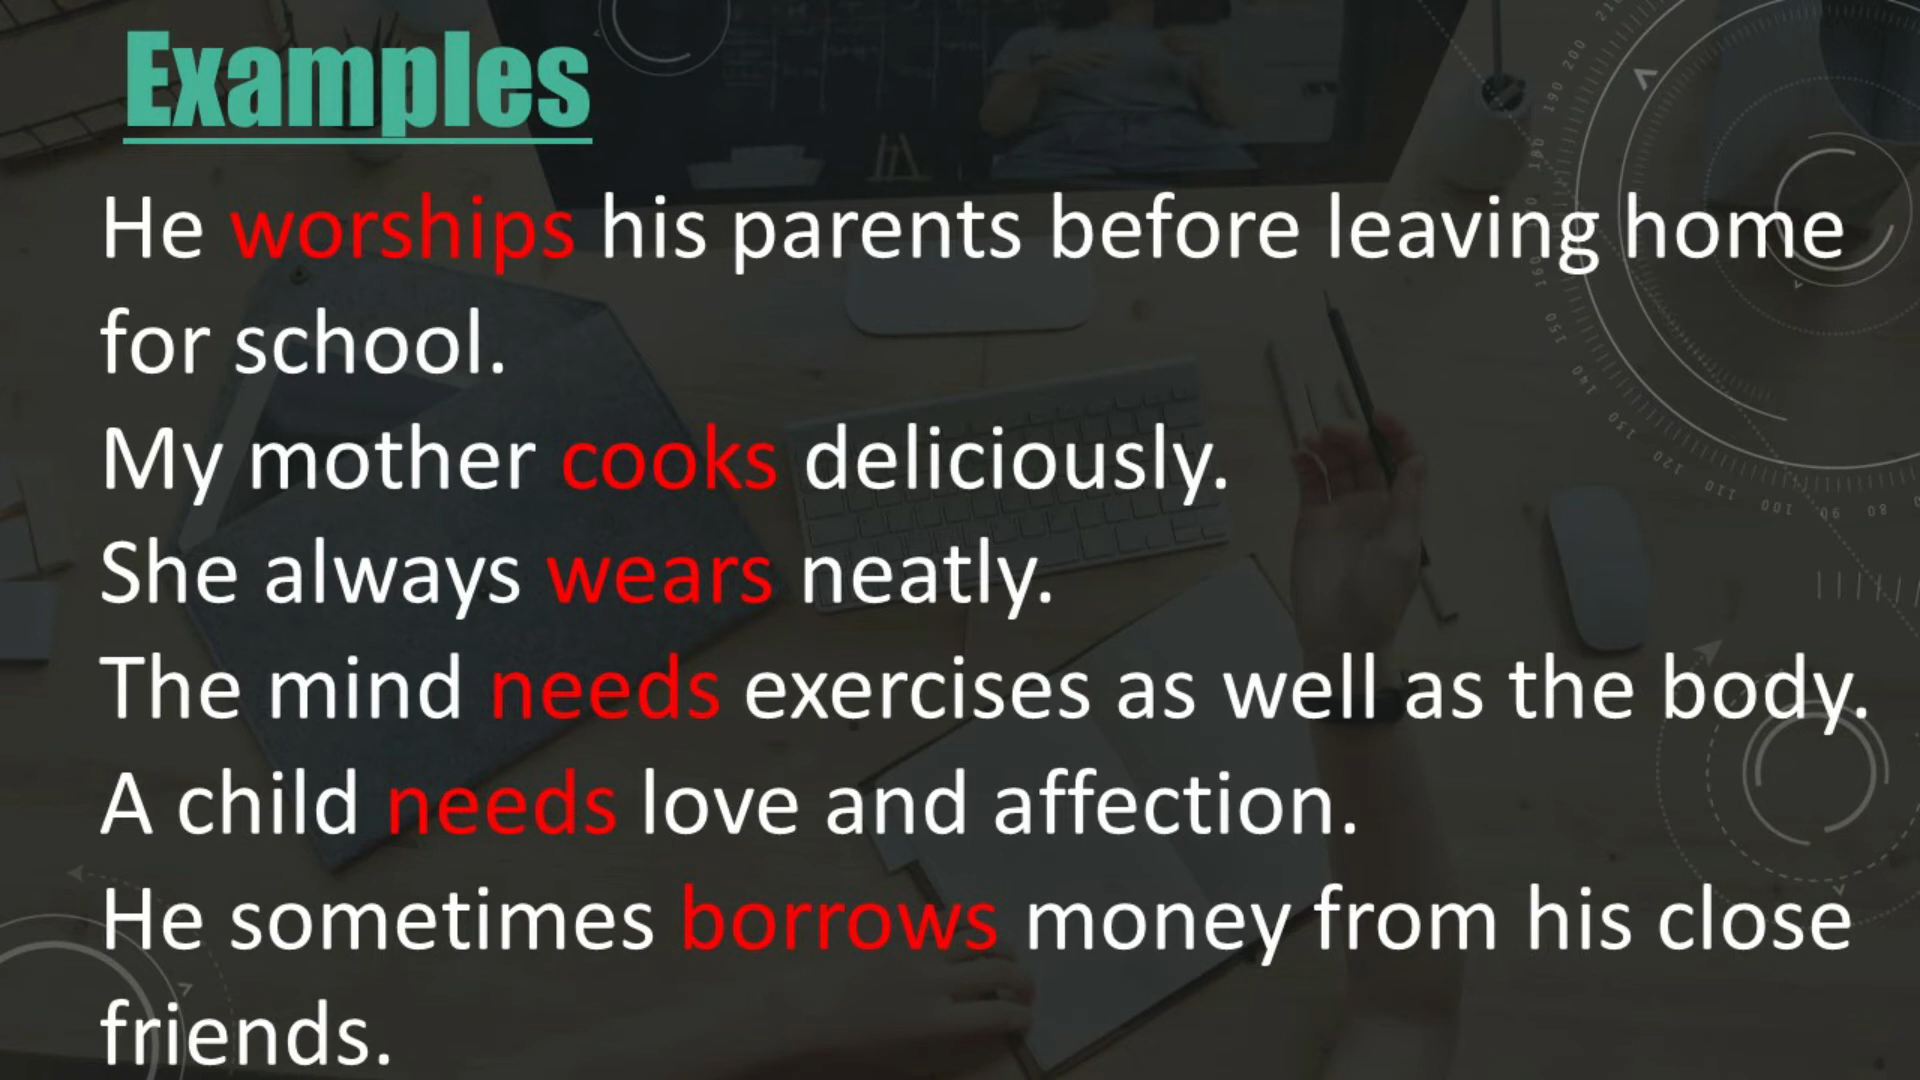 Examples
He worships his parents before leaving home
for school.
My mother cooks deliciously.
She always wears neatly.
The mind needs exercises as well as the body.
A child needs love and affection.
He sometimes borrows money from his close
friends.